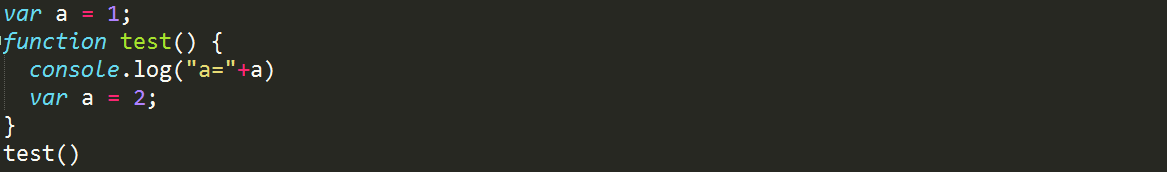 var a = 1;
function test() {
  console.log("a="+a)
  var a = 2;
}
test()